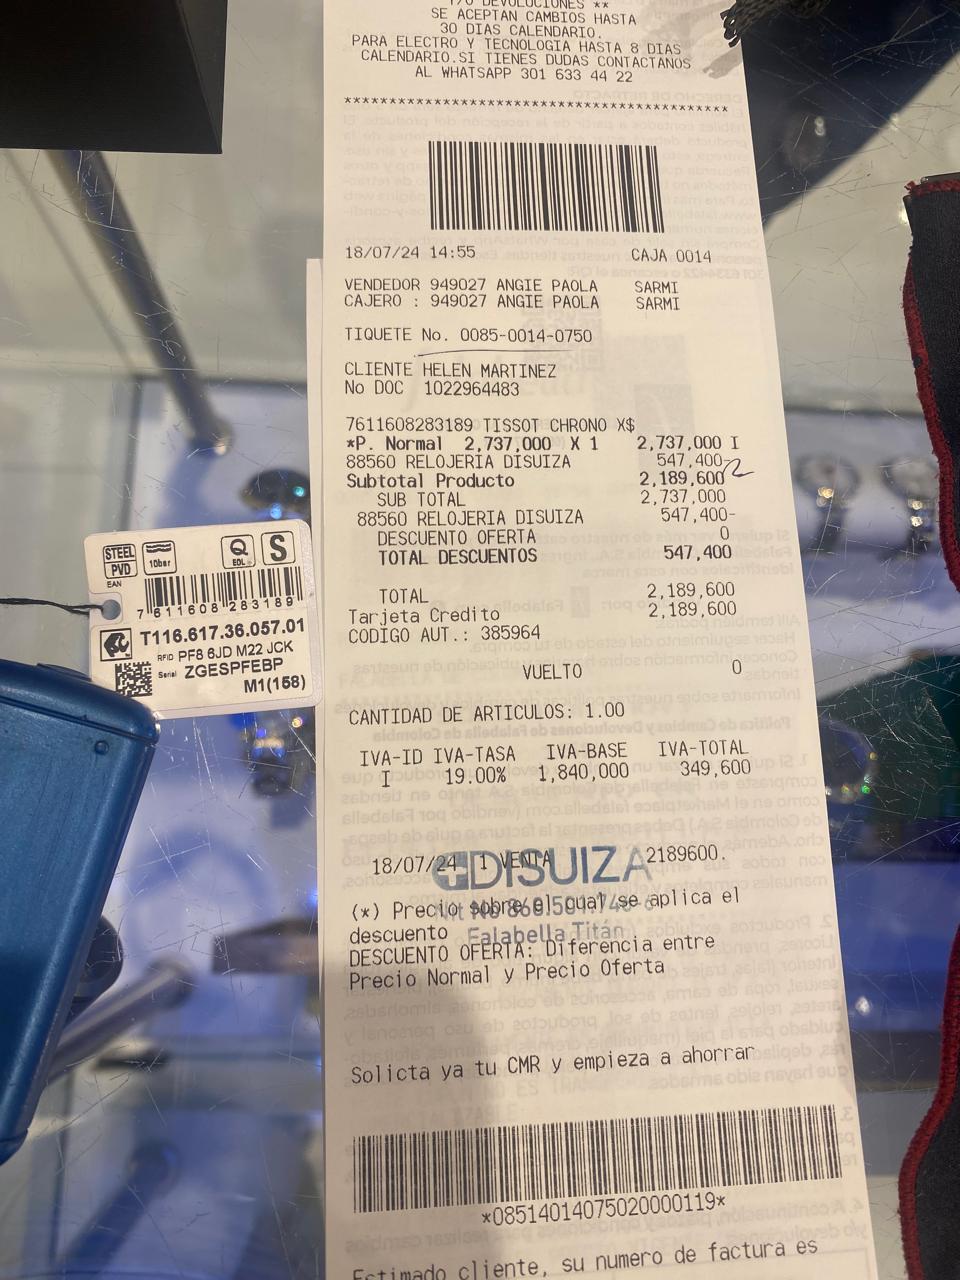 Y/O DEVOLUCIONES **
SE ACEPTAN CAMBIOS HASTA
30 DIAS CALENDARIO.
PARA ELECTRO Y TECNOLOGIA HASTA 8 DIAS
CALENDARIO.SI TIENES DUDAS CONTACTANOS
AL WHATSAPP 301 633 44 22
****************************************
18/07/24 14:55 CAJA 0014
VENDEDOR 949027 ANGIE PAOLA SARMI
CAJERO : 949027 ANGIE PAOLA SARMI
TIQUETE No. 0085-0014-0750
CLIENTE HELEN MARTINEZ
No DOC 1022964483
7611608283189 TISSOT CHRONO X$
*P. Normal 2,737,000 X 1 2,737,000 I
88560 RELOJERIA DISUIZA 547,400-
Subtotal Producto 2,189,600
SUB TOTAL 2,737,000
88560 RELOJERIA DISUIZA 547,400-
DESCUENTO OFERTA 0
TOTAL DESCUENTOS 547,400
TOTAL 2,189,600
Tarjeta Credito 2,189,600
CODIGO AUT.: 385964
VUELTO 0
CANTIDAD DE ARTICULOS: 1.00
IVA-ID IVA-TASA IVA-BASE IVA-TOTAL
I 19.00% 1,840,000 349,600
18/07/24 1 VENTA 2189600.
DISUIZA
(*) Precio sobre el cual se aplica el
descuento
Falabella Titán
DESCUENTO OFERTA: Diferencia entre
Precio Normal y Precio Oferta
Solicta ya tu CMR y empieza a ahorrar
*08514014075020000119*
Estimado cliente, su numero de factura es
STEEL
PVD
10bar
Q
EOL
S
EAN
7 611608 283189
T116.617.36.057.01
RFID PF8 6JD M22 JCK
Serial ZGESPFEBP
M1(158)